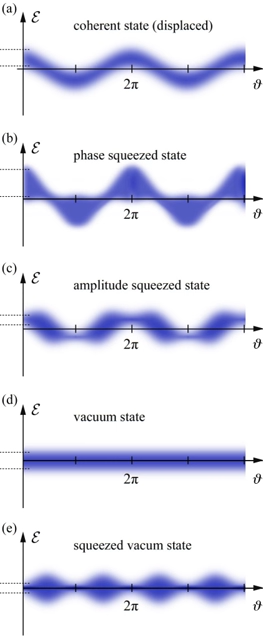 (a) ℰ
coherent state (displaced)
2π ϑ
(b) ℰ
phase squeezed state
2π ϑ
(c) ℰ
amplitude squeezed state
2π ϑ
(d) ℰ
vacuum state
2π ϑ
(e) ℰ
squeezed vacum state
2π ϑ